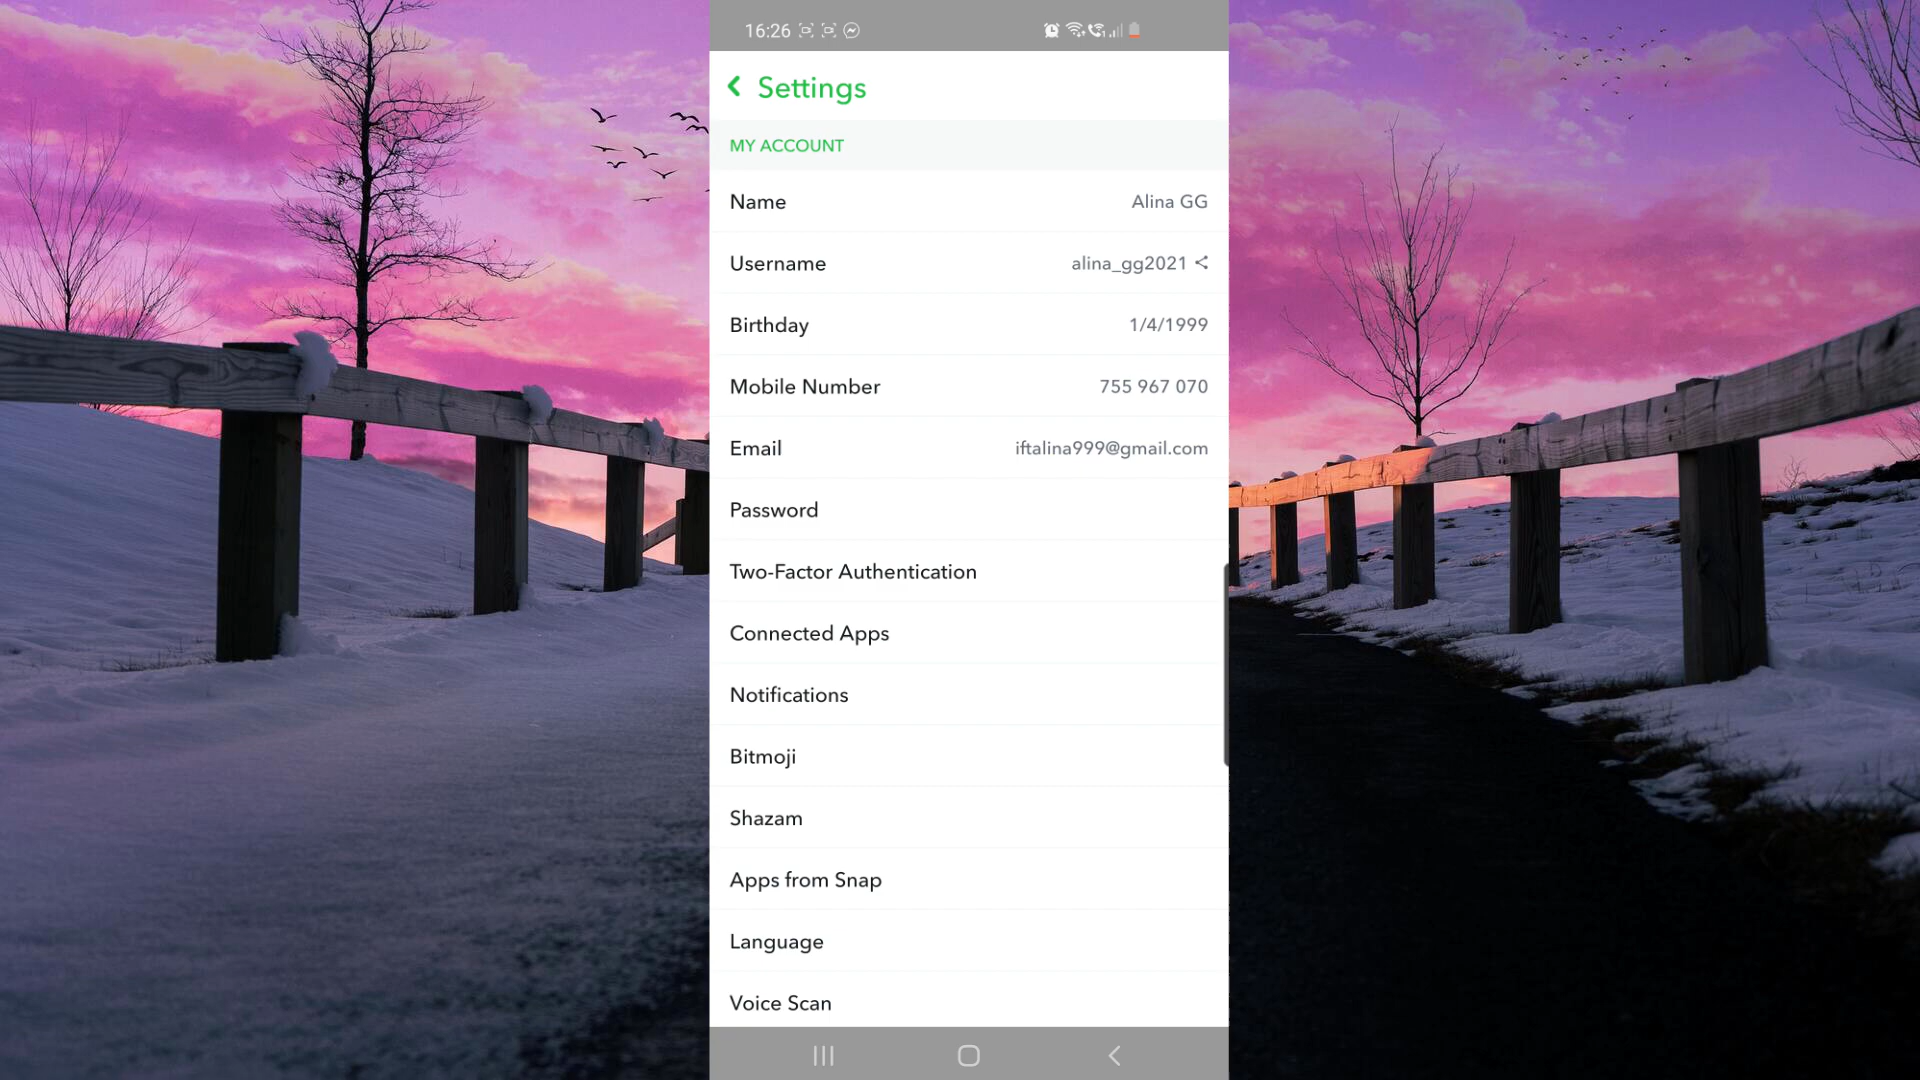 16:26
Settings
MY ACCOUNT
Name Alina GG
Username alina_gg2021
Birthday 1/4/1999
Mobile Number 755 967 070
Email iftalina999@gmail.com
Password
Two-Factor Authentication
Connected Apps
Notifications
Bitmoji
Shazam
Apps from Snap
Language
Voice Scan